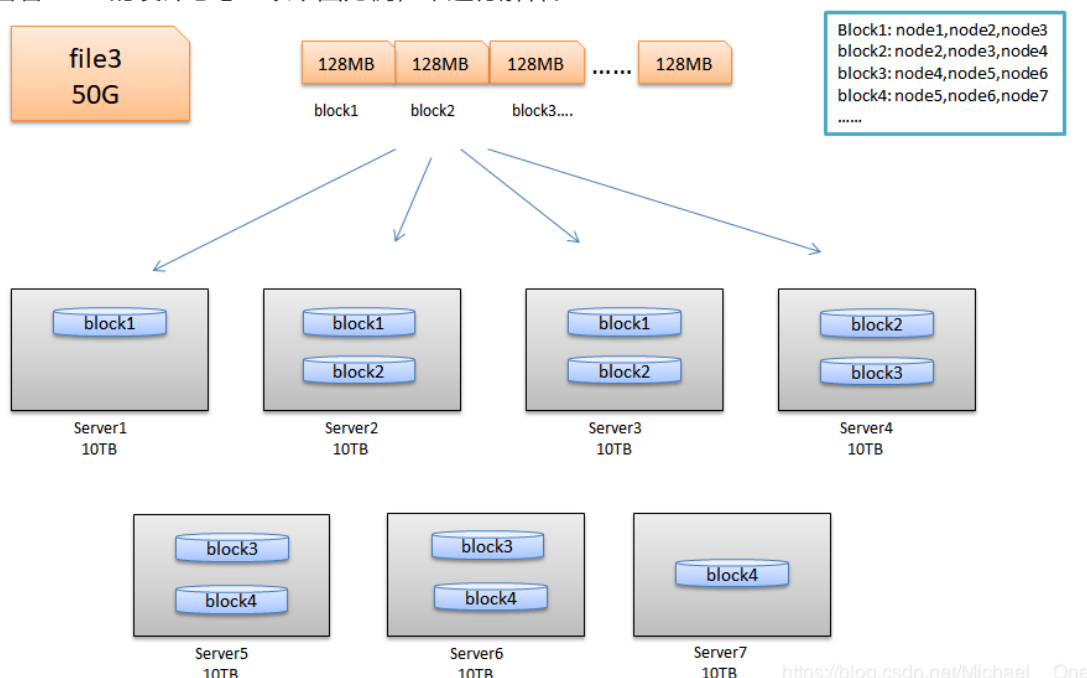 file3
50G
128MB 128MB 128MB …… 128MB
block1 block2 block3....
Block1: node1,node2,node3
block2: node2,node3,node4
block3: node4,node5,node6
block4: node5,node6,node7
……
block1
Server1
10TB
block1
block2
Server2
10TB
block1
block2
Server3
10TB
block2
block3
Server4
10TB
block3
block4
Server5
10TB
block3
block4
Server6
10TB
block4
Server7
10TB
https://blog.csdn.net/Michael__One